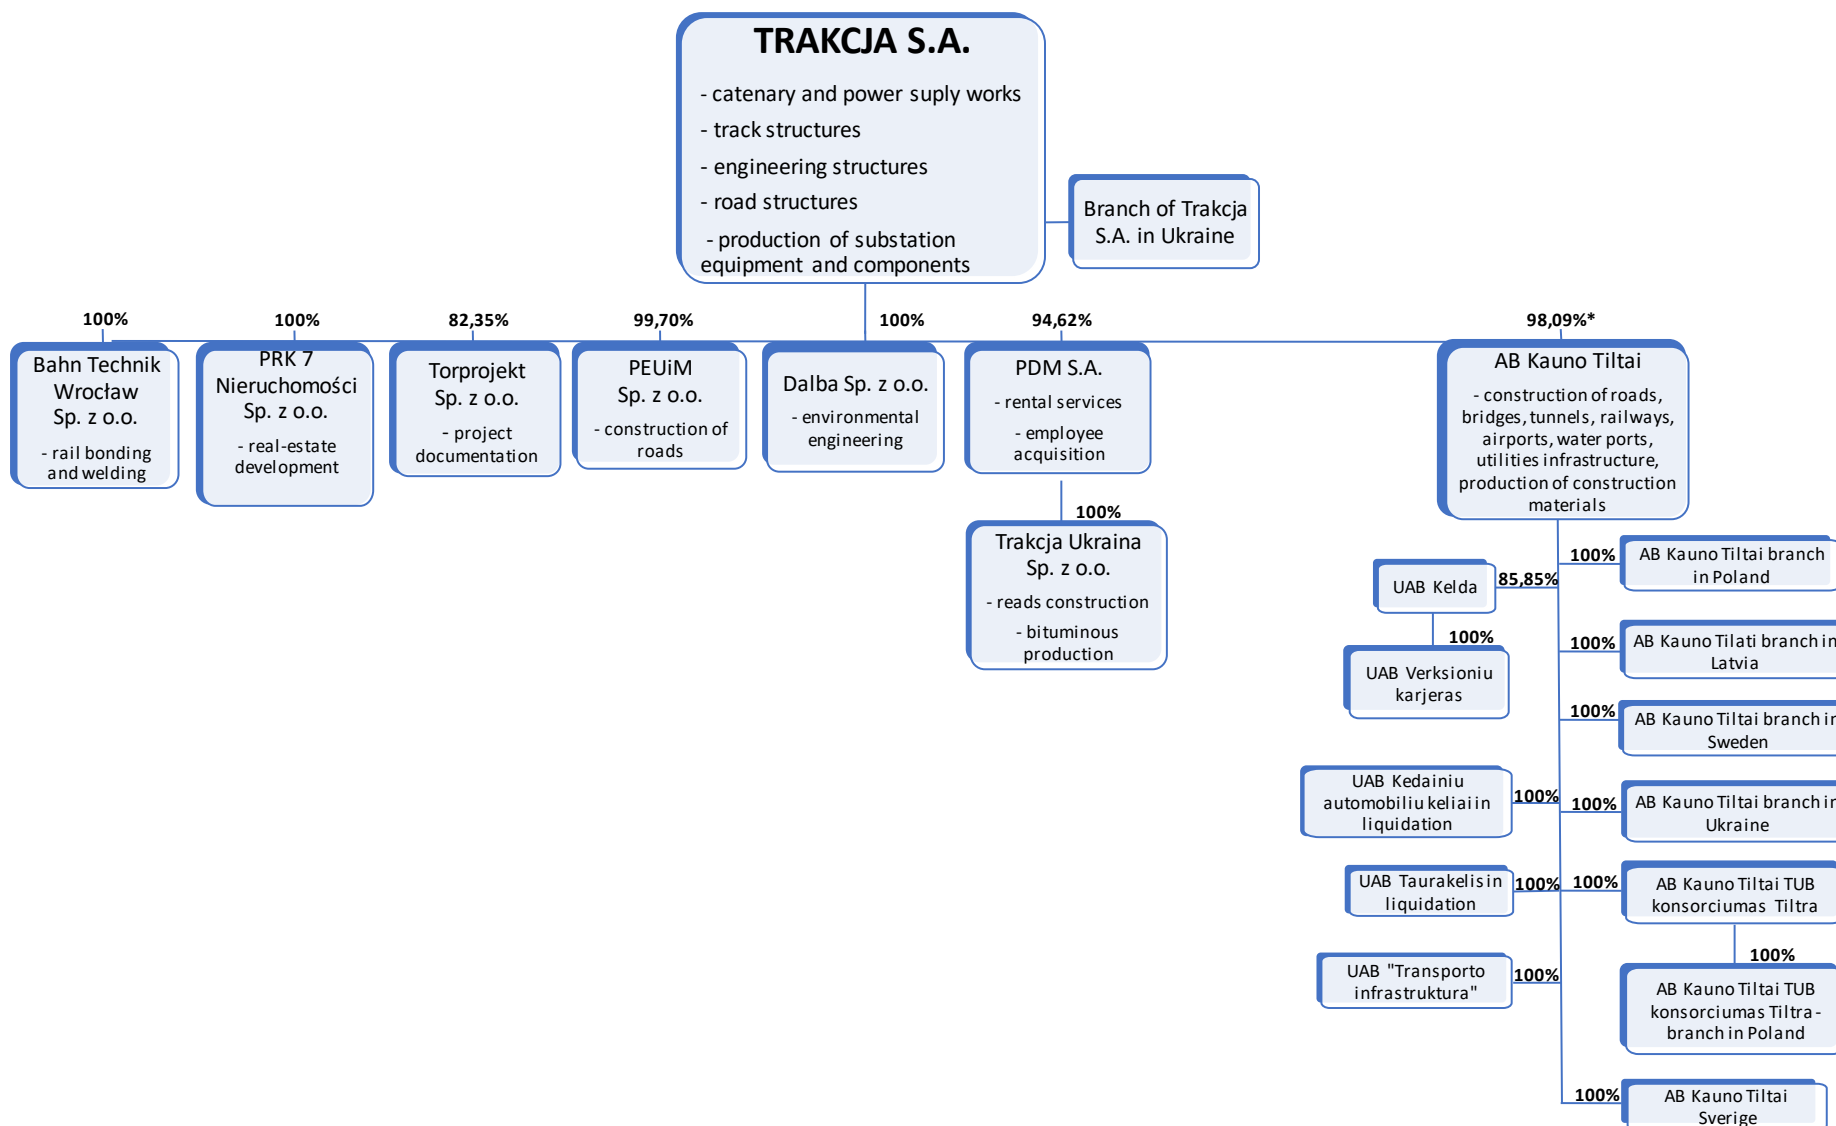 TRAKCJA S.A.
- catenary and power suply works
- track structures
- engineering structures
- road structures
- production of substation
equipment and components
Branch of Trakcja
S.A. in Ukraine
100%
Bahn Technik
Wrocław
Sp. z o.o.
- rail bonding
and welding
100%
PRK 7
Nieruchomości
Sp. z o.o.
- real-estate
development
82,35%
Torprojekt
Sp. z o.o.
- project
documentation
99,70%
PEUiM
Sp. z o.o.
- construction of
roads
100%
Dalba Sp. z o.o.
- environmental
engineering
94,62%
PDM S.A.
- rental services
- employee
acquisition
100%
Trakcja Ukraina
Sp. z o.o.
- reads construction
- bituminous
production
98,09%*
AB Kauno Tiltai
- construction of roads,
bridges, tunnels, railways,
airports, water ports,
utilities infrastructure,
production of construction
materials
85,85%
UAB Kelda
100%
UAB Verksioniu
karjeras
100%
UAB Kedainiu
automobiliu keliai in
liquidation
100%
UAB Taurakelis in
liquidation
100%
UAB "Transporto
infrastruktura"
100%
AB Kauno Tiltai branch
in Poland
100%
AB Kauno Tilati branch in
Latvia
100%
AB Kauno Tiltai branch in
Sweden
100%
AB Kauno Tiltai branch in
Ukraine
100%
AB Kauno Tiltai TUB
konsorciumas Tiltra
100%
AB Kauno Tiltai TUB
konsorciumas Tiltra -
branch in Poland
100%
AB Kauno Tiltai
Sverige